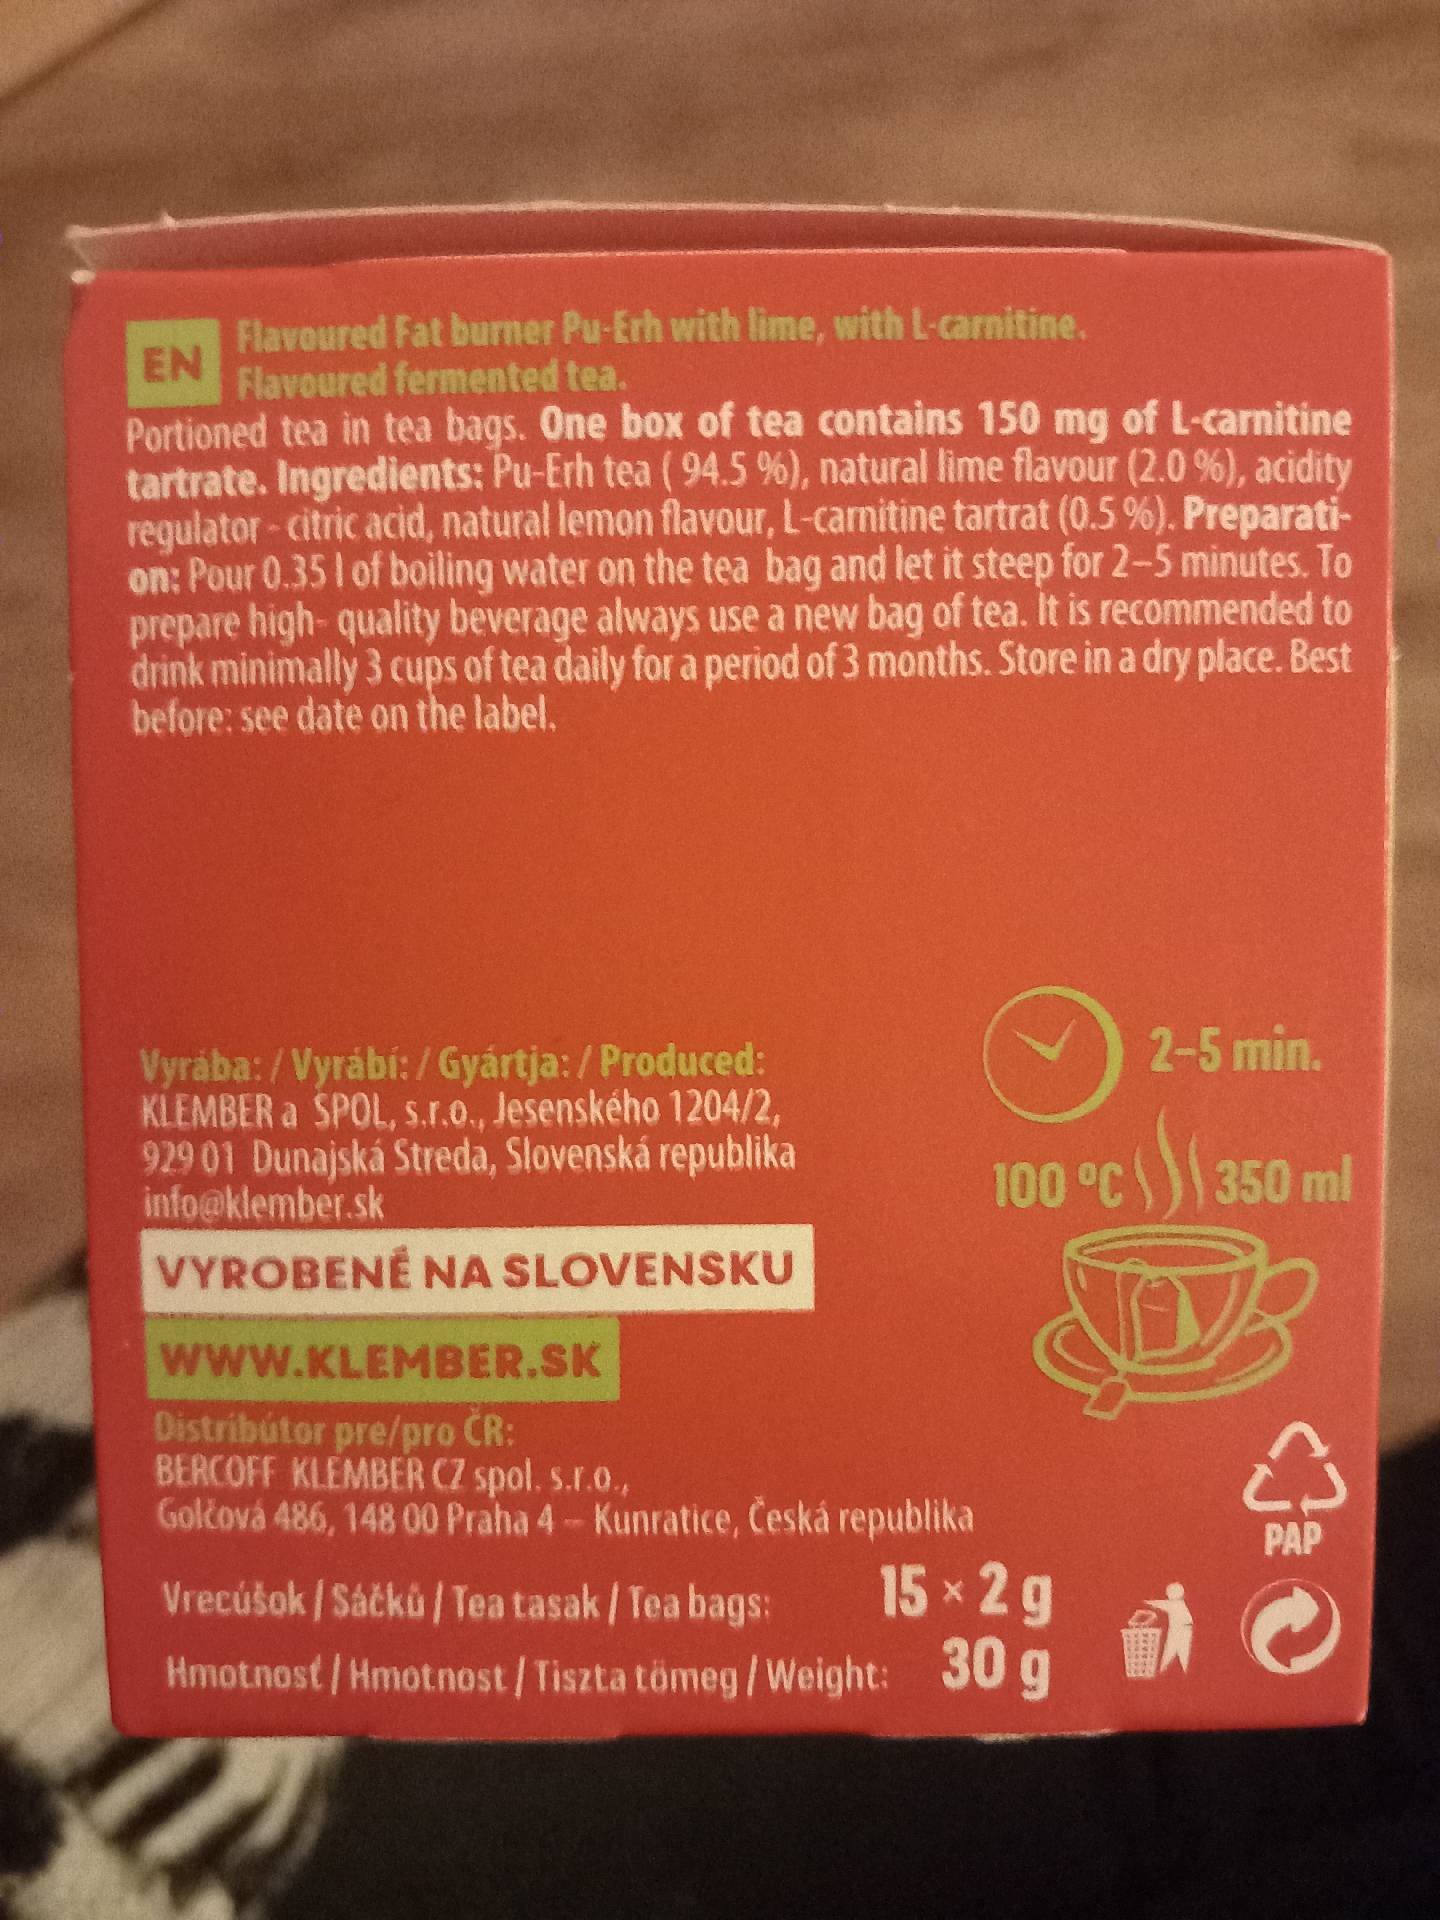 EN
Flavoured Fat burner Pu-Erh with lime, with L-carnitine.
Flavoured fermented tea.
Portioned tea in tea bags. One box of tea contains 150 mg of L-carnitine
tartrate. Ingredients: Pu-Erh tea ( 94.5 %), natural lime flavour (2.0 %), acidity
regulator - citric acid, natural lemon flavour, L-carnitine tartrat (0.5 %). Preparati-
on: Pour 0.35 l of boiling water on the tea bag and let it steep for 2–5 minutes. To
prepare high- quality beverage always use a new bag of tea. It is recommended to
drink minimally 3 cups of tea daily for a period of 3 months. Store in a dry place. Best
before: see date on the label.
Vyrába: / Vyrábí: / Gyártja: / Produced:
KLEMBER a SPOL, s.r.o., Jesenského 1204/2,
929 01 Dunajská Streda, Slovenská republika
info@klember.sk
VYROBENÉ NA SLOVENSKU
WWW.KLEMBER.SK
Distribútor pre/pro ČR:
BERCOFF KLEMBER CZ spol. s.r.o.,
Golčová 486, 148 00 Praha 4 – Kunratice, Česká republika
Vrecúšok / Sáčků / Tea tasak / Tea bags: 15 × 2 g
Hmotnosť / Hmotnost / Tiszta tömeg / Weight: 30 g
2-5 min.
100 °C 350 ml
PAP